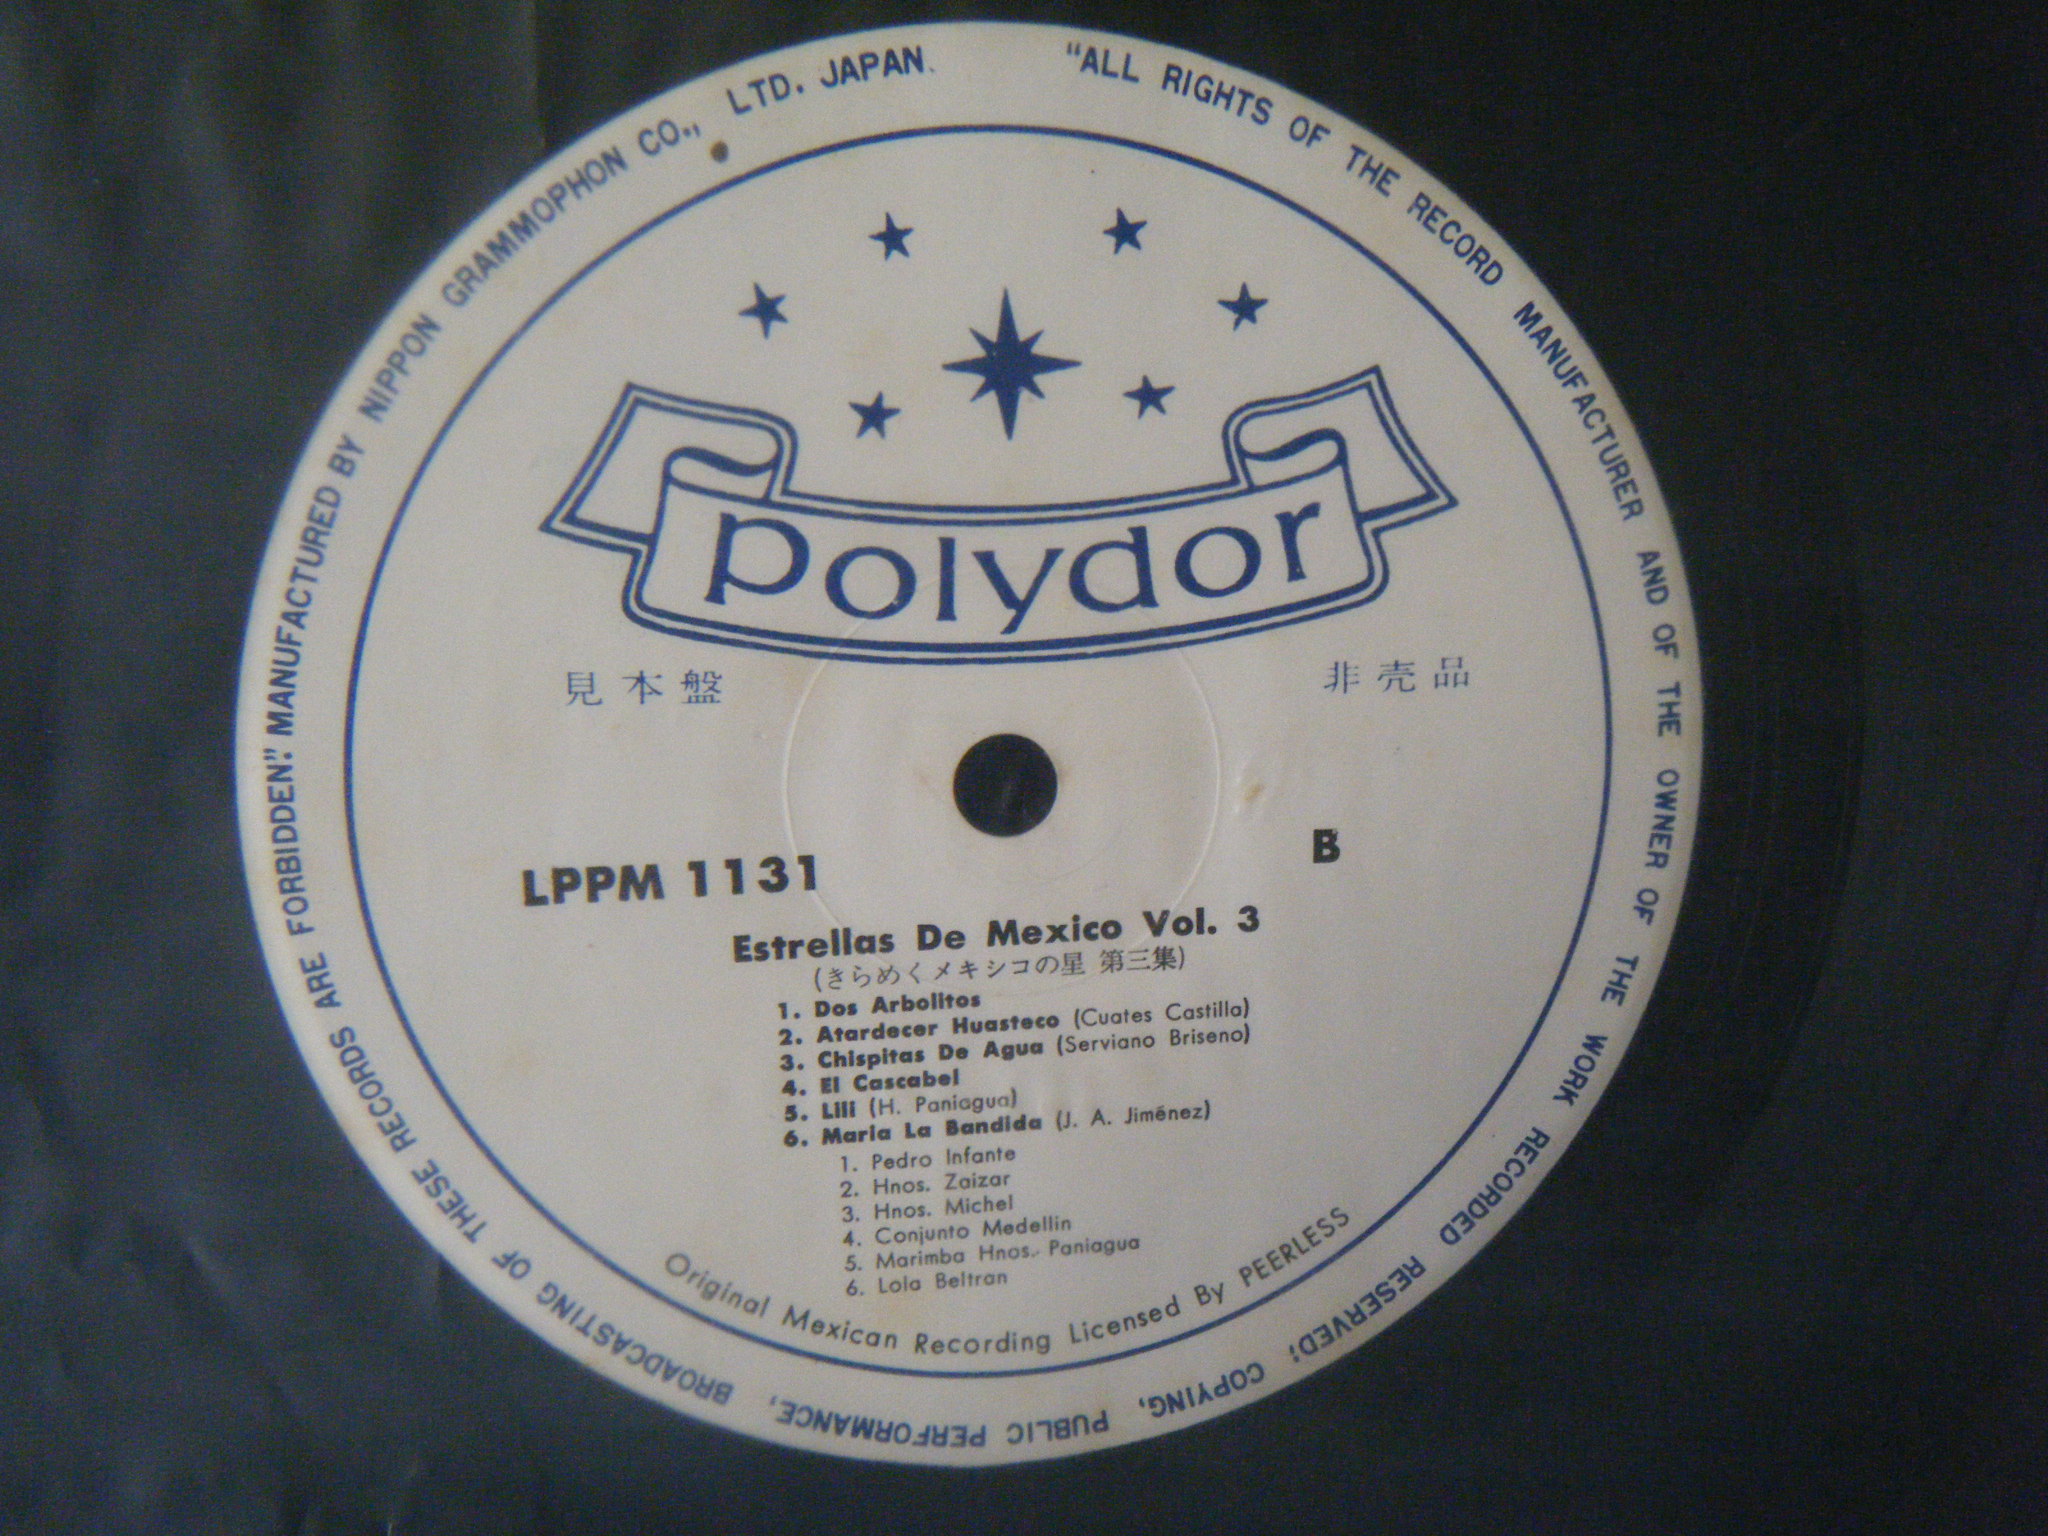 "ALL RIGHTS OF THE RECORD MANUFACTURER AND OF THE OWNER OF THE WORK RECORDED RESERVED; COPYING, PUBLIC PERFORMANCE, BROADCASTING OF THESE RECORDS ARE FORBIDDEN." MANUFACTURED BY NIPPON GRAMMOPHON CO., LTD. JAPAN.
polydor
見本盤 非売品
LPPM 1131 B
Estrellas De Mexico Vol. 3
(きらめくメキシコの星 第三集)
1. Dos Arbolitos
2. Atardecer Huasteco (Cuates Castilla)
3. Chispitas De Agua (Serviano Briseno)
4. El Cascabel
5. Lili (H. Paniagua)
6. Maria La Bandida (J. A. Jiménez)
1. Pedro Infante
2. Hnos. Zaizar
3. Hnos. Michel
4. Conjunto Medellin
5. Marimba Hnos. Paniagua
6. Lola Beltran
Original Mexican Recording Licensed By PEERLESS